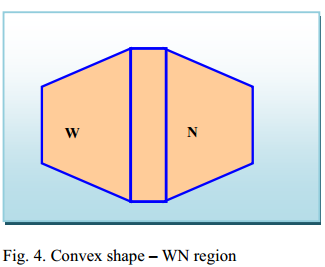 W N
Fig. 4. Convex shape – WN region